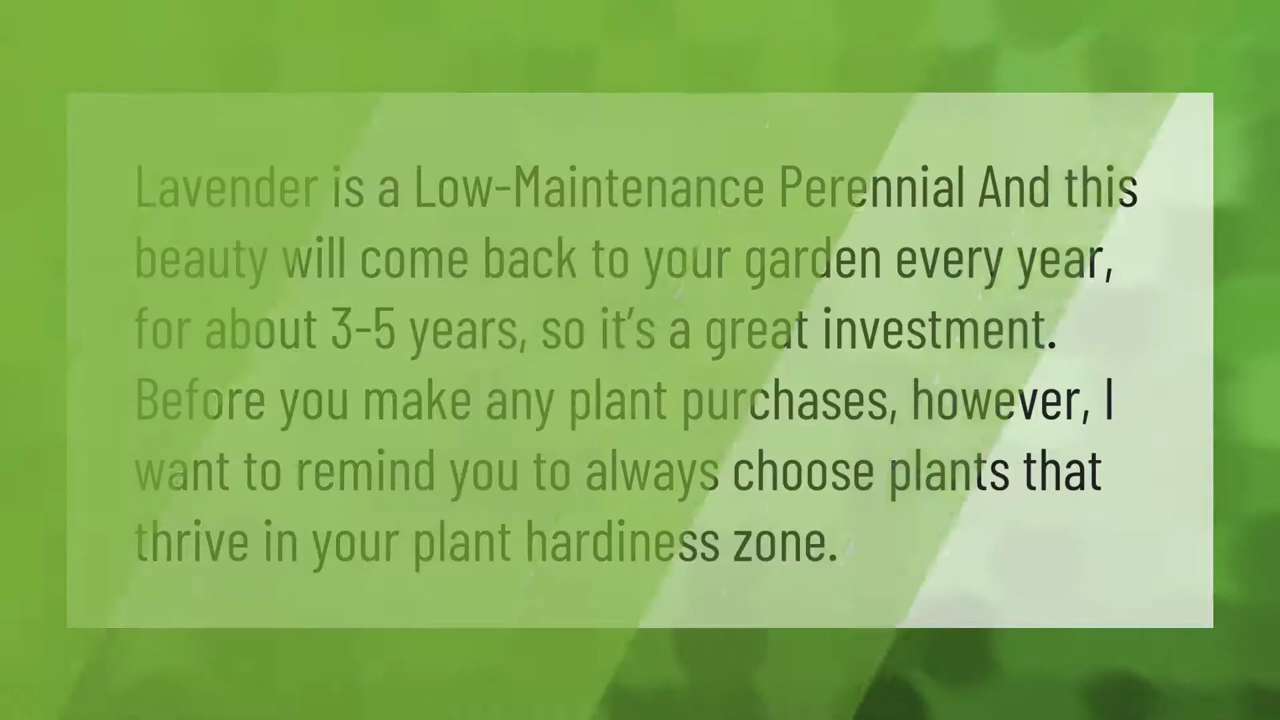 Lavender is a Low-Maintenance Perennial And this
beauty will come back to your garden every year,
for about 3-5 years, so it’s a great investment.
Before you make any plant purchases, however, I
want to remind you to always choose plants that
thrive in your plant hardiness zone.